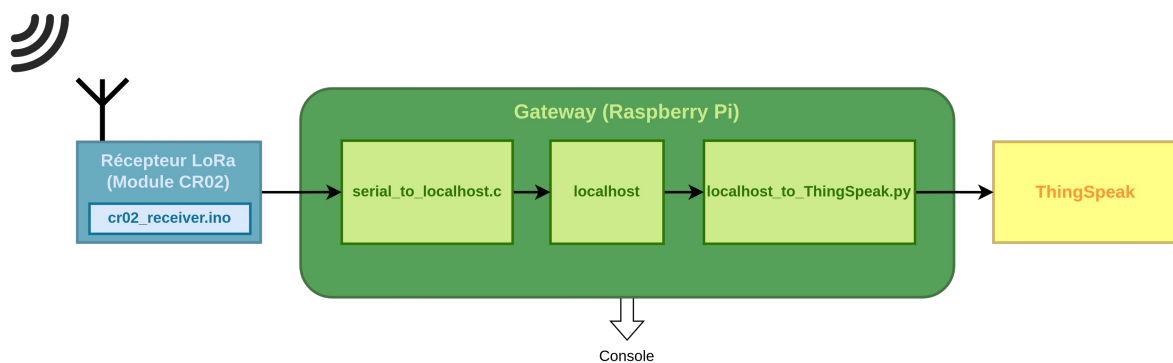 Gateway (Raspberry Pi)
Récepteur LoRa
(Module CR02)
cr02_receiver.ino
serial_to_localhost.c
localhost
localhost_to_ThingSpeak.py
ThingSpeak
Console